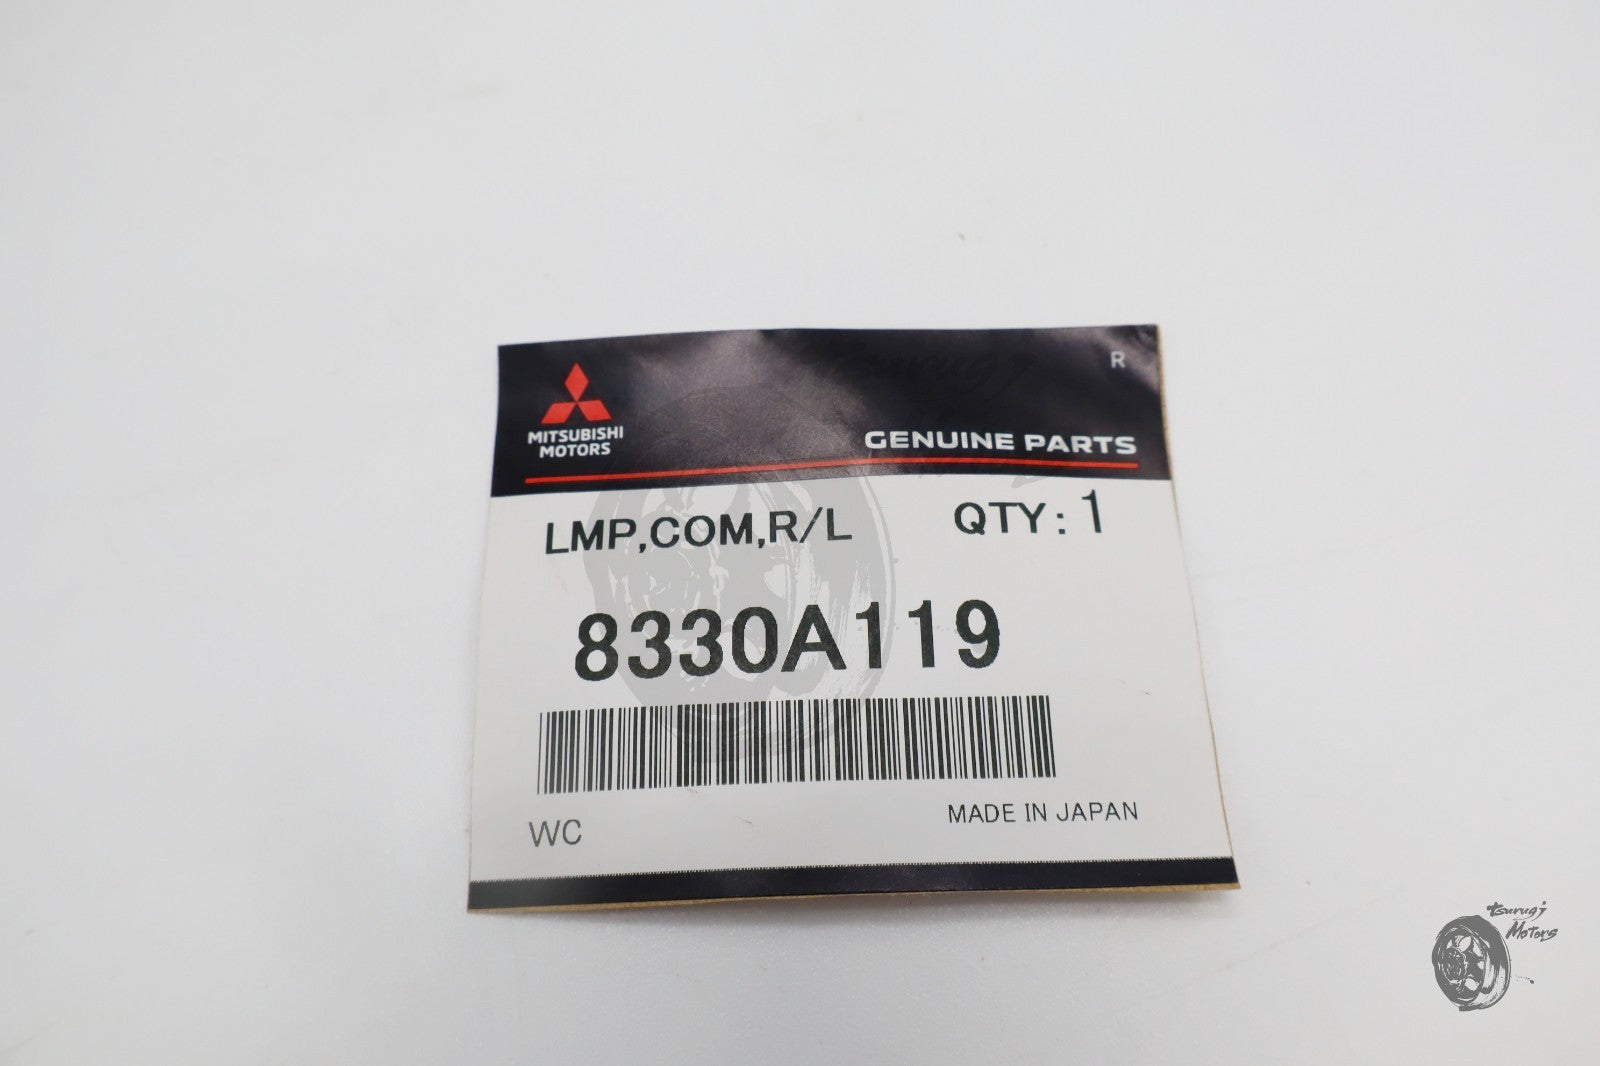 R
MITSUBISHI
MOTORS
GENUINE PARTS
LMP,COM,R/L QTY: 1
8330A119
WC
MADE IN JAPAN
tsurugi
Motors